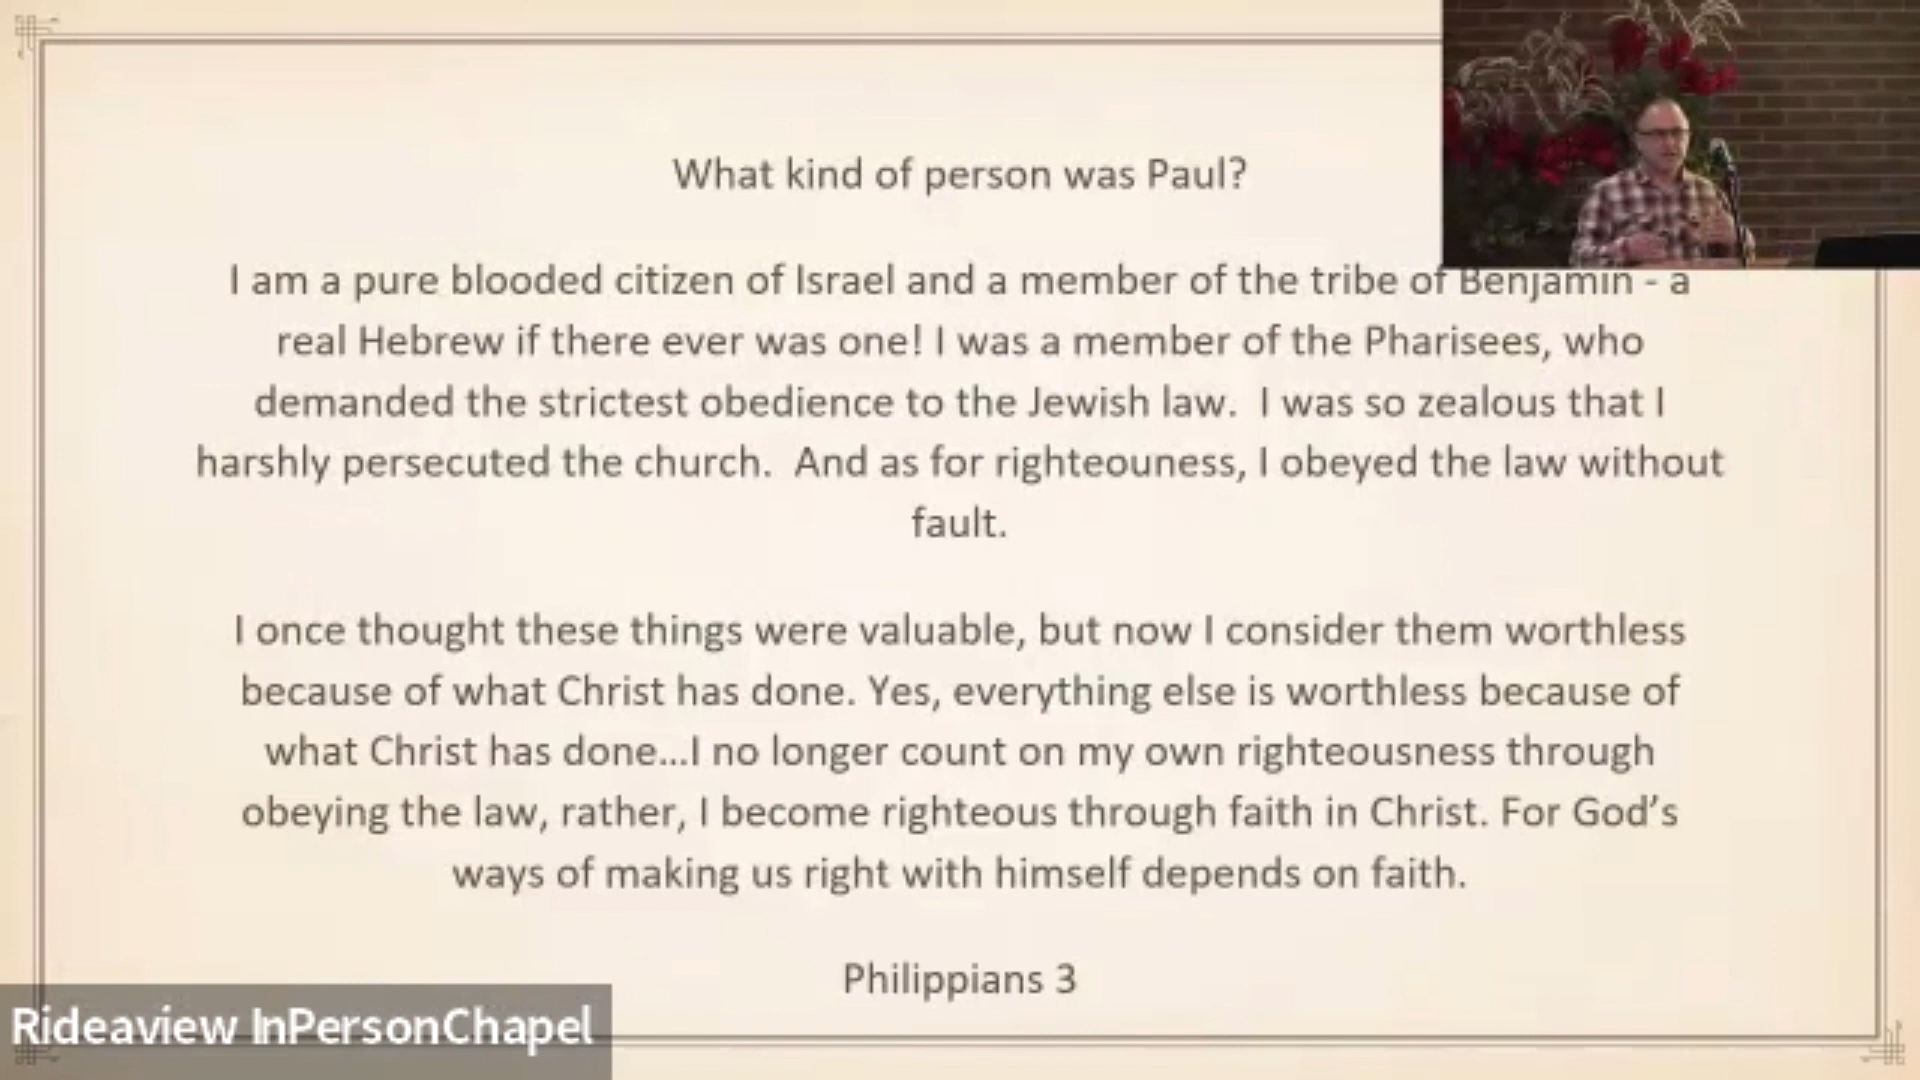 What kind of person was Paul?
I am a pure blooded citizen of Israel and a member of the tribe of Benjamin - a
real Hebrew if there ever was one! I was a member of the Pharisees, who
demanded the strictest obedience to the Jewish law.  I was so zealous that I
harshly persecuted the church.  And as for righteouness, I obeyed the law without
fault.
I once thought these things were valuable, but now I consider them worthless
because of what Christ has done. Yes, everything else is worthless because of
what Christ has done...I no longer count on my own righteousness through
obeying the law, rather, I become righteous through faith in Christ. For God’s
ways of making us right with himself depends on faith.
Philippians 3
Rideaview InPersonChapel